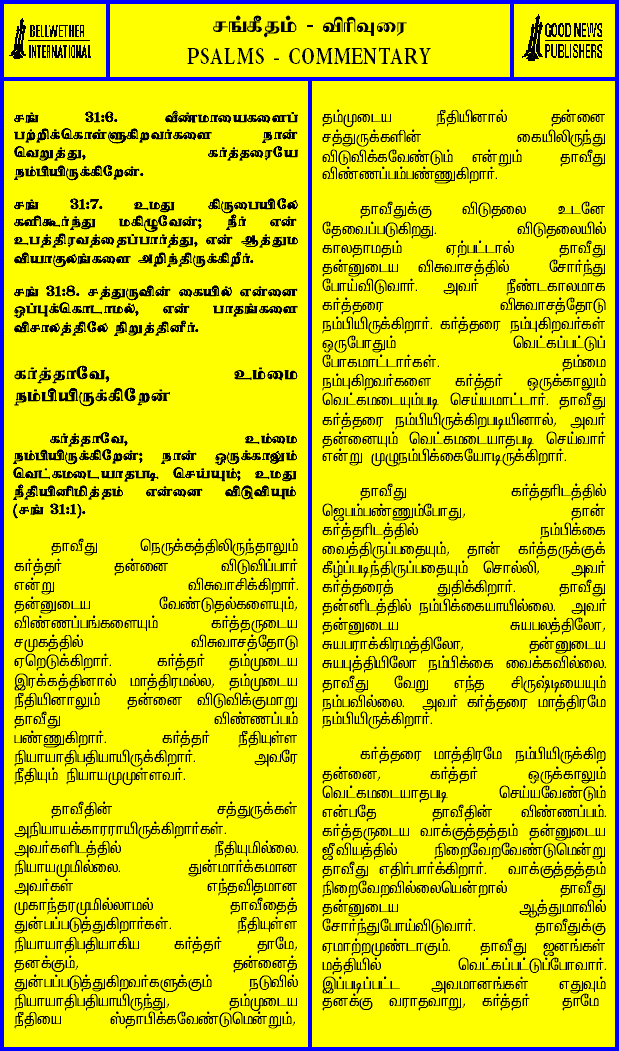 BELLWETHER
INTERNATIONAL
சங்கீதம் - விரிவுரை
PSALMS - COMMENTARY
GOOD NEWS
PUBLISHERS
சங் 31:6. வீண்மாயைகளைப்
பற்றிக்கொள்ளுகிறவர்களை நான்
வெறுத்து, கர்த்தரையே
நம்பியிருக்கிறேன்.
சங் 31:7. உமது கிருபையிலே
களிகூர்ந்து மகிழுவேன்; நீர் என்
உபத்திரவத்தைப்பார்த்து, என் ஆத்தும
வியாகுலங்களை அறிந்திருக்கிறீர்.
சங் 31:8. சத்துருவின் கையில் என்னை
ஒப்புக்கொடாமல், என் பாதங்களை
விசாலத்திலே நிறுத்தினீர்.
கர்த்தாவே, உம்மை
நம்பியிருக்கிறேன்
கர்த்தாவே, உம்மை
நம்பியிருக்கிறேன்; நான் ஒருக்காலும்
வெட்கமடையாதபடி செய்யும்; உமது
நீதியினிமித்தம் என்னை விடுவியும்
(சங் 31:1).
தாவீது நெருக்கத்திலிருந்தாலும்
கர்த்தர் தன்னை விடுவிப்பார்
என்று விசுவாசிக்கிறார்.
தன்னுடைய வேண்டுதல்களையும்,
விண்ணப்பங்களையும் கர்த்தருடைய
சமுகத்தில் விசுவாசத்தோடு
ஏறெடுக்கிறார். கர்த்தர் தம்முடைய
இரக்கத்தினால் மாத்திரமல்ல, தம்முடைய
நீதியினாலும் தன்னை விடுவிக்குமாறு
தாவீது விண்ணப்பம்
பண்ணுகிறார். கர்த்தர் நீதியுள்ள
நியாயாதிபதியாயிருக்கிறார். அவரே
நீதியும் நியாயமுமுள்ளவர்.
தாவீதின் சத்துருக்கள்
அநியாயக்காரராயிருக்கிறார்கள்.
அவர்களிடத்தில் நீதியுமில்லை.
நியாயமுமில்லை. துன்மார்க்கமான
அவர்கள் எந்தவிதமான
முகாந்தரமுமில்லாமல் தாவீதைத்
துன்பப்படுத்துகிறார்கள். நீதியுள்ள
நியாயாதிபதியாகிய கர்த்தர் தாமே,
தனக்கும், தன்னைத்
துன்பப்படுத்துகிறவர்களுக்கும் நடுவில்
நியாயாதிபதியாயிருந்து, தம்முடைய
நீதியை ஸ்தாபிக்கவேண்டுமென்றும்,
தம்முடைய நீதியினால் தன்னை
சத்துருக்களின் கையிலிருந்து
விடுவிக்கவேண்டும் என்றும் தாவீது
விண்ணப்பம்பண்ணுகிறார்.
தாவீதுக்கு விடுதலை உடனே
தேவைப்படுகிறது. விடுதலையில்
காலதாமதம் ஏற்பட்டால் தாவீது
தன்னுடைய விசுவாசத்தில் சோர்ந்து
போய்விடுவார். அவர் நீண்டகாலமாக
கர்த்தரை விசுவாசத்தோடு
நம்பியிருக்கிறார். கர்த்தரை நம்புகிறவர்கள்
ஒருபோதும் வெட்கப்பட்டுப்
போகமாட்டார்கள். தம்மை
நம்புகிறவர்களை கர்த்தர் ஒருக்காலும்
வெட்கமடையும்படி செய்யமாட்டார். தாவீது
கர்த்தரை நம்பியிருக்கிறபடியினால், அவர்
தன்னையும் வெட்கமடையாதபடி செய்வார்
என்று முழுநம்பிக்கையோடிருக்கிறார்.
தாவீது கர்த்தரிடத்தில்
ஜெபம்பண்ணும்போது, தான்
கர்த்தரிடத்தில் நம்பிக்கை
வைத்திருப்பதையும், தான் கர்த்தருக்குக்
கீழ்ப்படிந்திருப்பதையும் சொல்லி, அவர்
கர்த்தரைத் துதிக்கிறார். தாவீது
தன்னிடத்தில் நம்பிக்கையாயில்லை. அவர்
தன்னுடைய சுயபலத்திலோ,
சுயபராக்கிரமத்திலோ, தன்னுடைய
சுயபுத்தியிலோ நம்பிக்கை வைக்கவில்லை.
தாவீது வேறு எந்த சிருஷ்டியையும்
நம்பவில்லை. அவர் கர்த்தரை மாத்திரமே
நம்பியிருக்கிறார்.
கர்த்தரை மாத்திரமே நம்பியிருக்கிற
தன்னை, கர்த்தர் ஒருக்காலும்
வெட்கமடையாதபடி செய்யவேண்டும்
என்பதே தாவீதின் விண்ணப்பம்.
கர்த்தருடைய வாக்குத்தத்தம் தன்னுடைய
ஜீவியத்தில் நிறைவேறவேண்டுமென்று
தாவீது எதிர்பார்க்கிறார். வாக்குத்தத்தம்
நிறைவேறவில்லையென்றால் தாவீது
தன்னுடைய ஆத்துமாவில்
சோர்ந்துபோய்விடுவார். தாவீதுக்கு
ஏமாற்றமுண்டாகும். தாவீது ஜனங்கள்
மத்தியில் வெட்கப்பட்டுப்போவார்.
இப்படிப்பட்ட அவமானங்கள் எதுவும்
தனக்கு வராதவாறு, கர்த்தர் தாமே